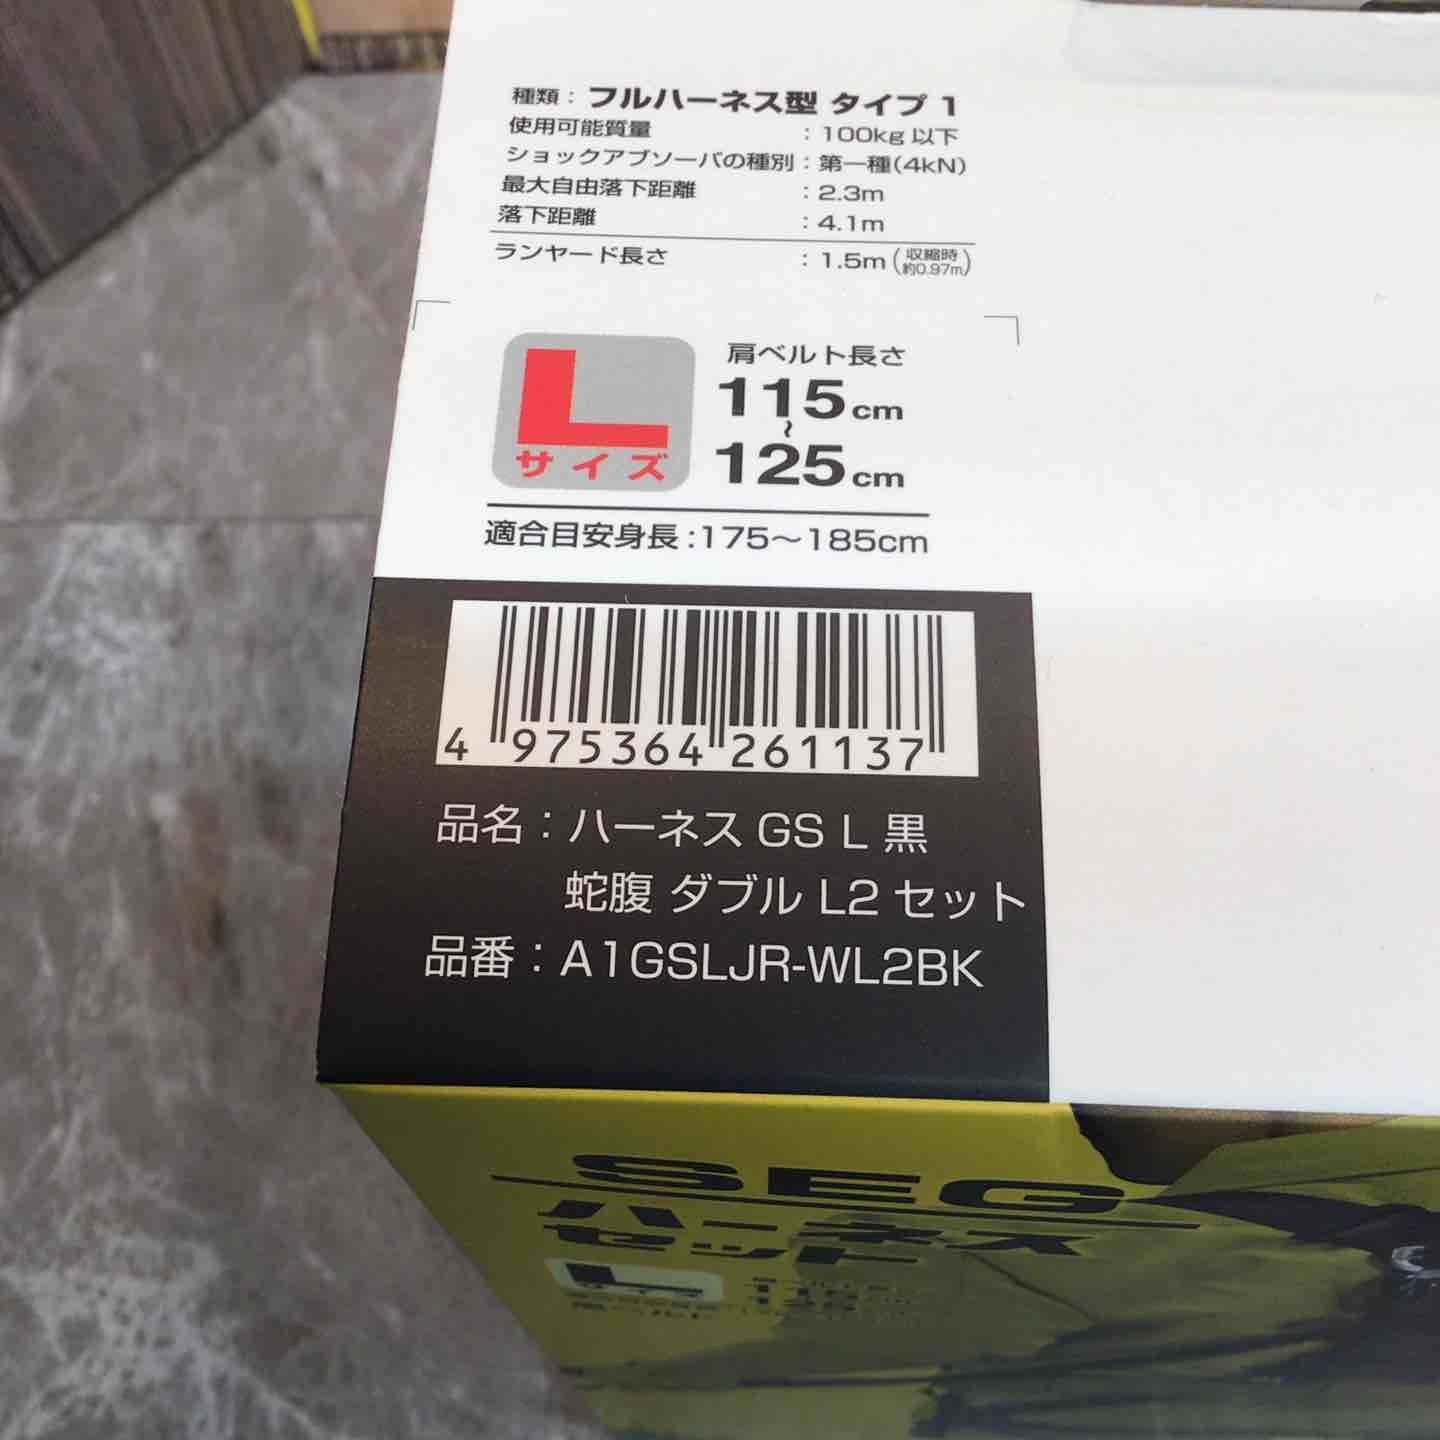 種類：フルハーネス型 タイプ 1
使用可能質量：100kg 以下
ショックアブソーバの種別：第一種(4kN)
最大自由落下距離：2.3m
落下距離：4.1m
ランヤード長さ：1.5m(収縮時 約0.97m)
L
サイズ
肩ベルト長さ
115cm
～
125cm
適合目安身長：175～185cm
4 975364 261137
品名：ハーネス GS L 黒
蛇腹 ダブル L2 セット
品番：A1GSLJR-WL2BK
SEG
ハーネス
セット
L